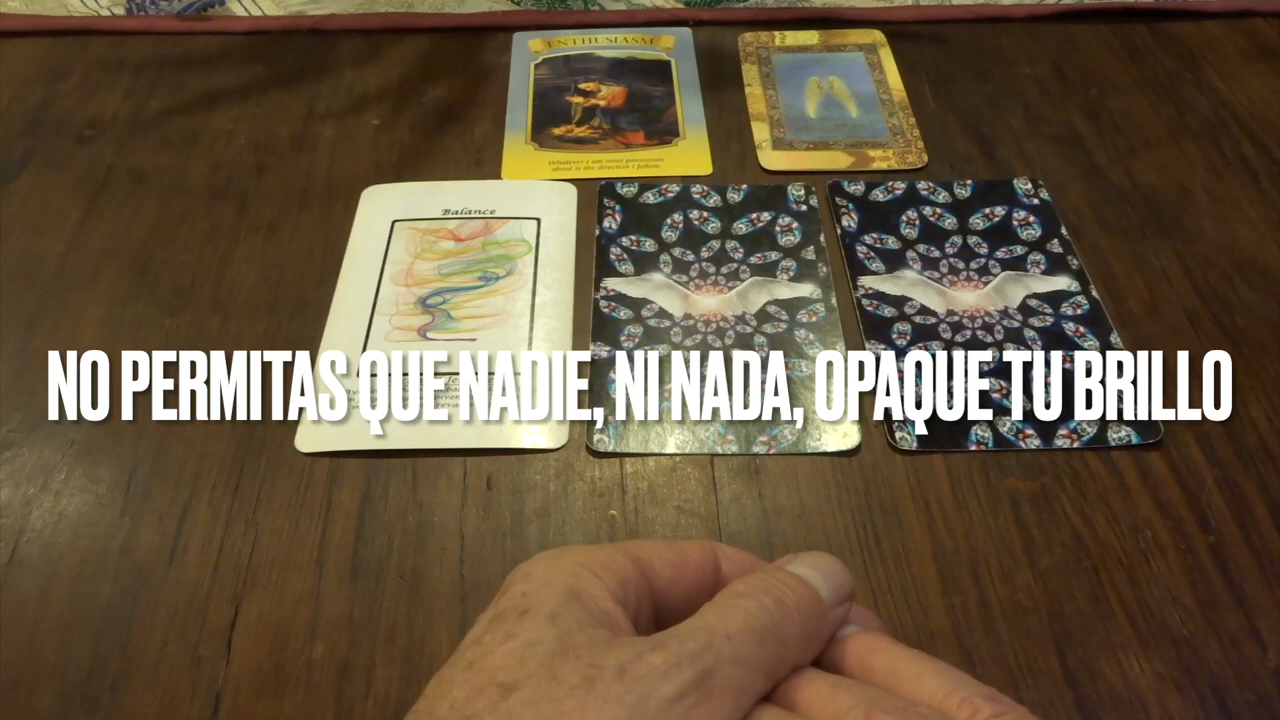 ENTHUSIASM
Whatever I am most passionate
about is the direction I follow.
Balance
NO PERMITAS QUE NADIE, NI NADA, OPAQUE TU BRILLO